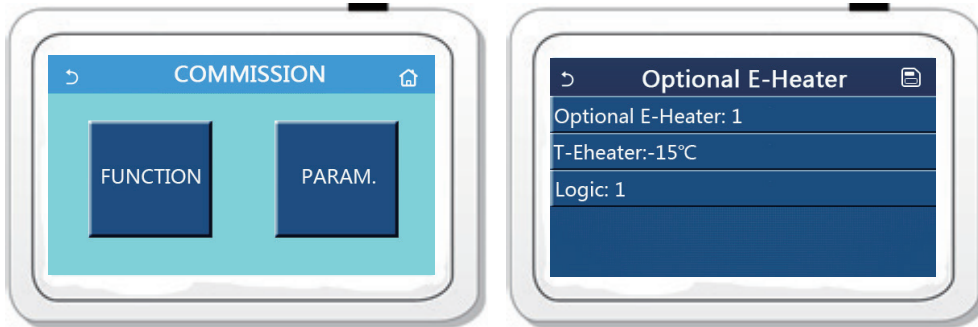 COMMISSION
FUNCTION
PARAM.
Optional E-Heater
Optional E-Heater: 1
T-Eheater:-15℃
Logic: 1